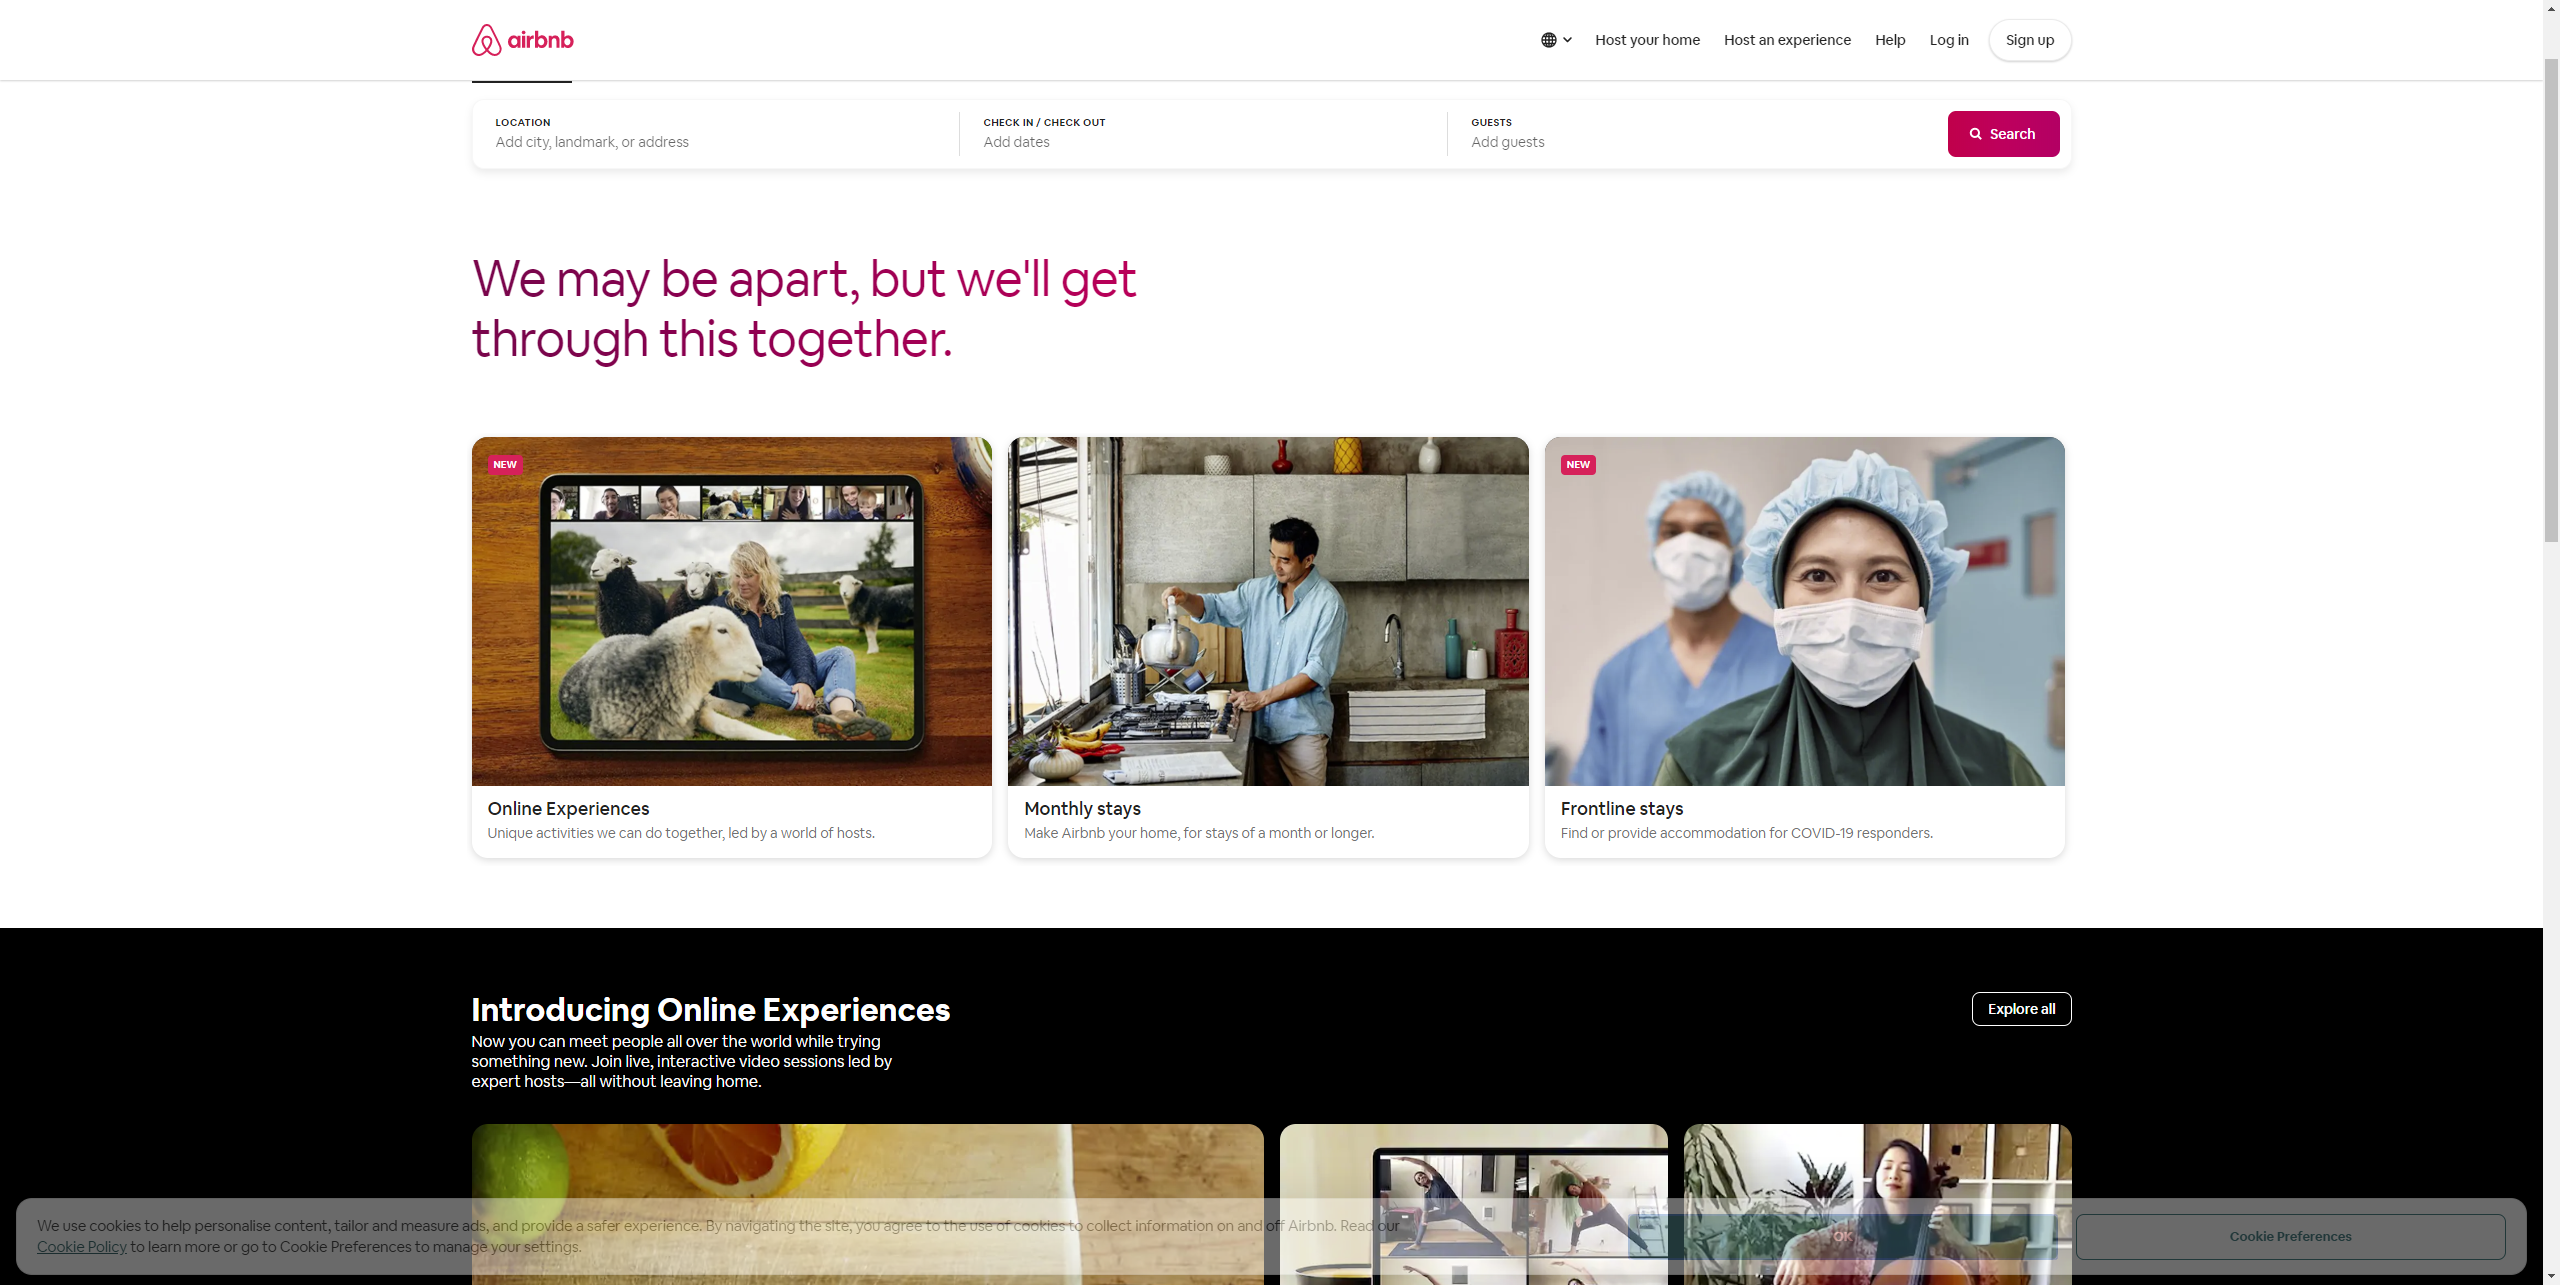 airbnb
Host your home
Host an experience
Help
Log in
Sign up
LOCATION
Add city, landmark, or address
CHECK IN / CHECK OUT
Add dates
GUESTS
Add guests
Search
We may be apart, but we'll get
through this together.
NEW
NEW
Online Experiences
Unique activities we can do together, led by a world of hosts.
Monthly stays
Make Airbnb your home, for stays of a month or longer.
Frontline stays
Find or provide accommodation for COVID-19 responders.
Introducing Online Experiences
Explore all
Now you can meet people all over the world while trying
something new. Join live, interactive video sessions led by
expert hosts—all without leaving home.
We use cookies to help personalise content, tailor and measure ads, and provide a safer experience. By navigating the site, you agree to the use of cookies to collect information on and off Airbnb. Read our
Cookie Policy to learn more or go to Cookie Preferences to manage your settings.
OK
Cookie Preferences